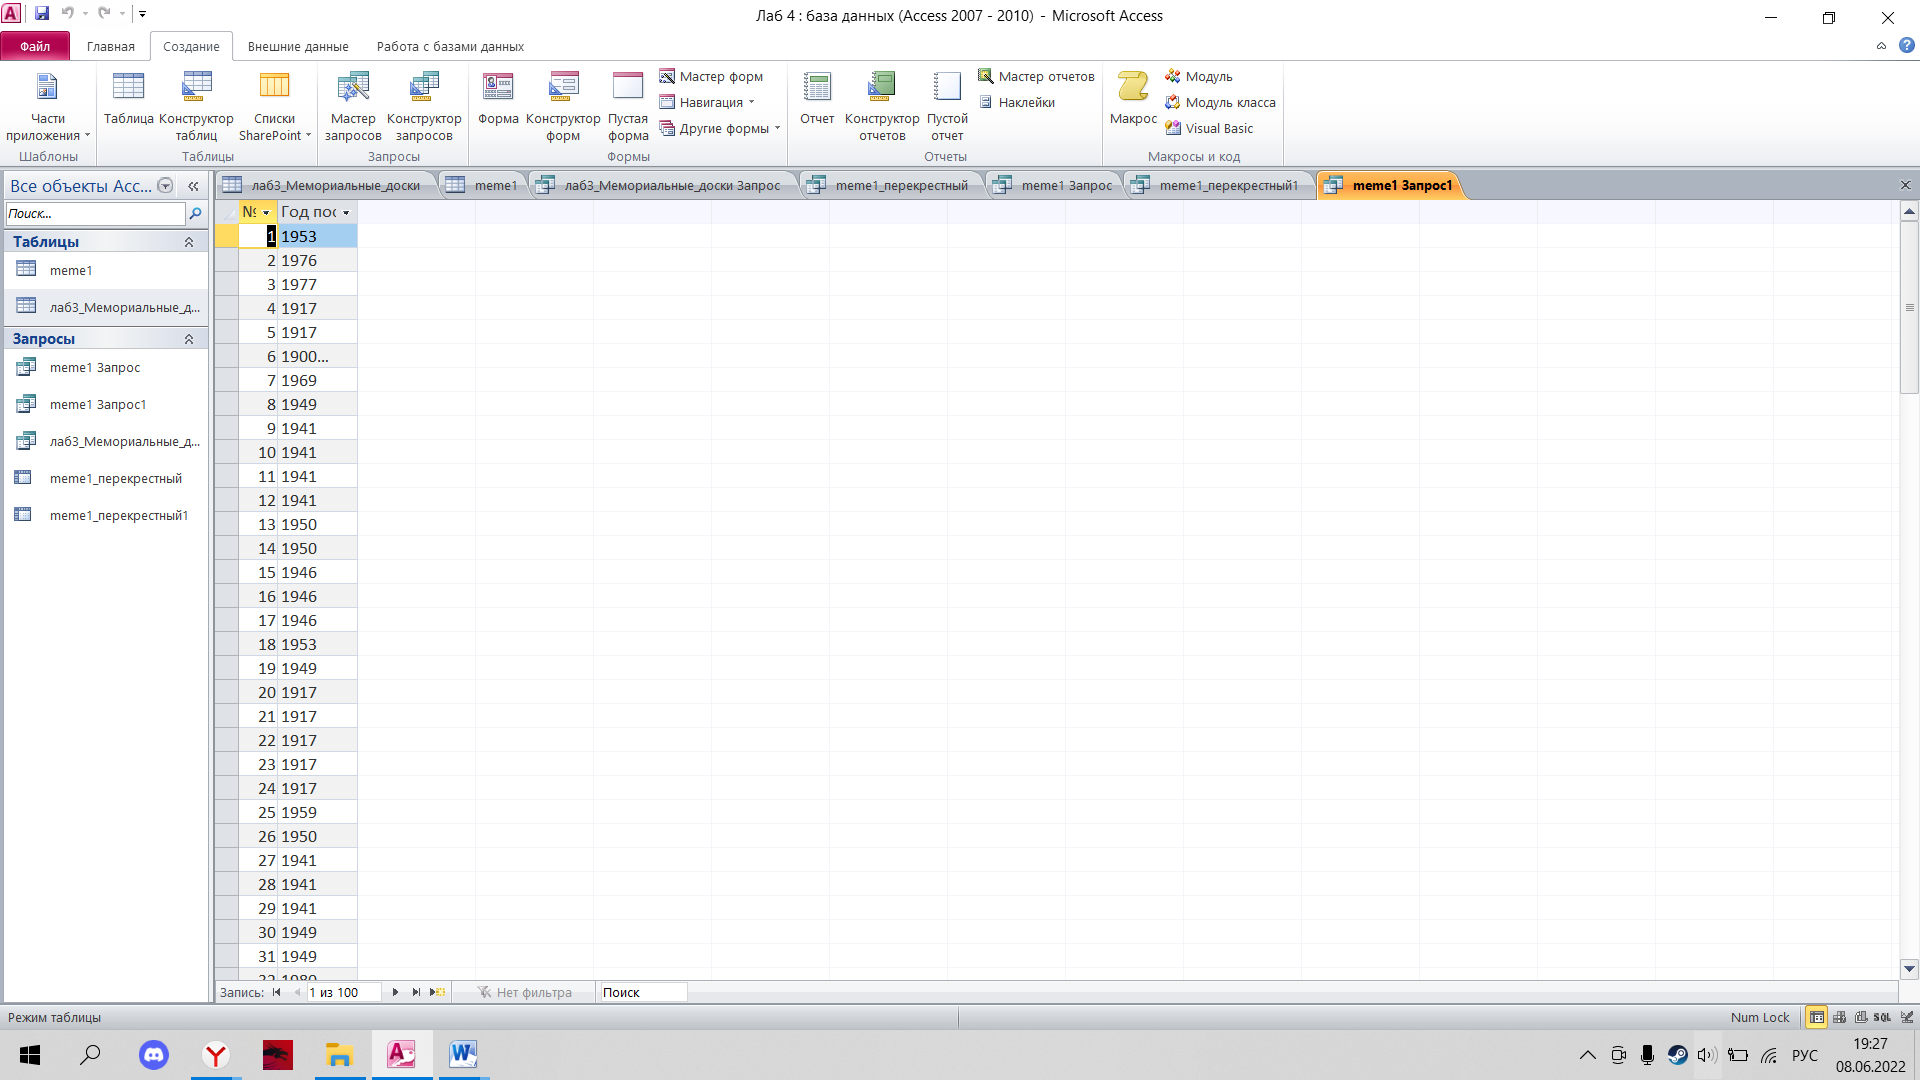 Лаб 4 : база данных (Access 2007 - 2010) - Microsoft Access
Файл Главная Создание Внешние данные Работа с базами данных
Части приложения
Таблица
Конструктор таблиц
Списки SharePoint
Мастер запросов
Конструктор запросов
Форма
Конструктор форм
Пустая форма
Мастер форм
Навигация
Другие формы
Отчет
Конструктор отчетов
Пустой отчет
Мастер отчетов
Наклейки
Макрос
Модуль
Модуль класса
Visual Basic
Шаблоны Таблицы Запросы Формы Отчеты Макросы и код
Все объекты Acc...
Поиск...
Таблицы
meme1
лаб3_Мемориальные_д...
Запросы
meme1 Запрос
meme1 Запрос1
лаб3_Мемориальные_д...
meme1_перекрестный
meme1_перекрестный1
лаб3_Мемориальные_доски meme1 лаб3_Мемориальные_доски Запрос meme1_перекрестный meme1 Запрос meme1_перекрестный1 meme1 Запрос1
№ Год пос
1 1953
2 1976
3 1977
4 1917
5 1917
6 1900...
7 1969
8 1949
9 1941
10 1941
11 1941
12 1941
13 1950
14 1950
15 1946
16 1946
17 1946
18 1953
19 1949
20 1917
21 1917
22 1917
23 1917
24 1917
25 1959
26 1950
27 1941
28 1941
29 1941
30 1949
31 1949
32 1980
Запись: 1 из 100 Нет фильтра Поиск
Режим таблицы Num Lock SQL
РУС 19:27
08.06.2022